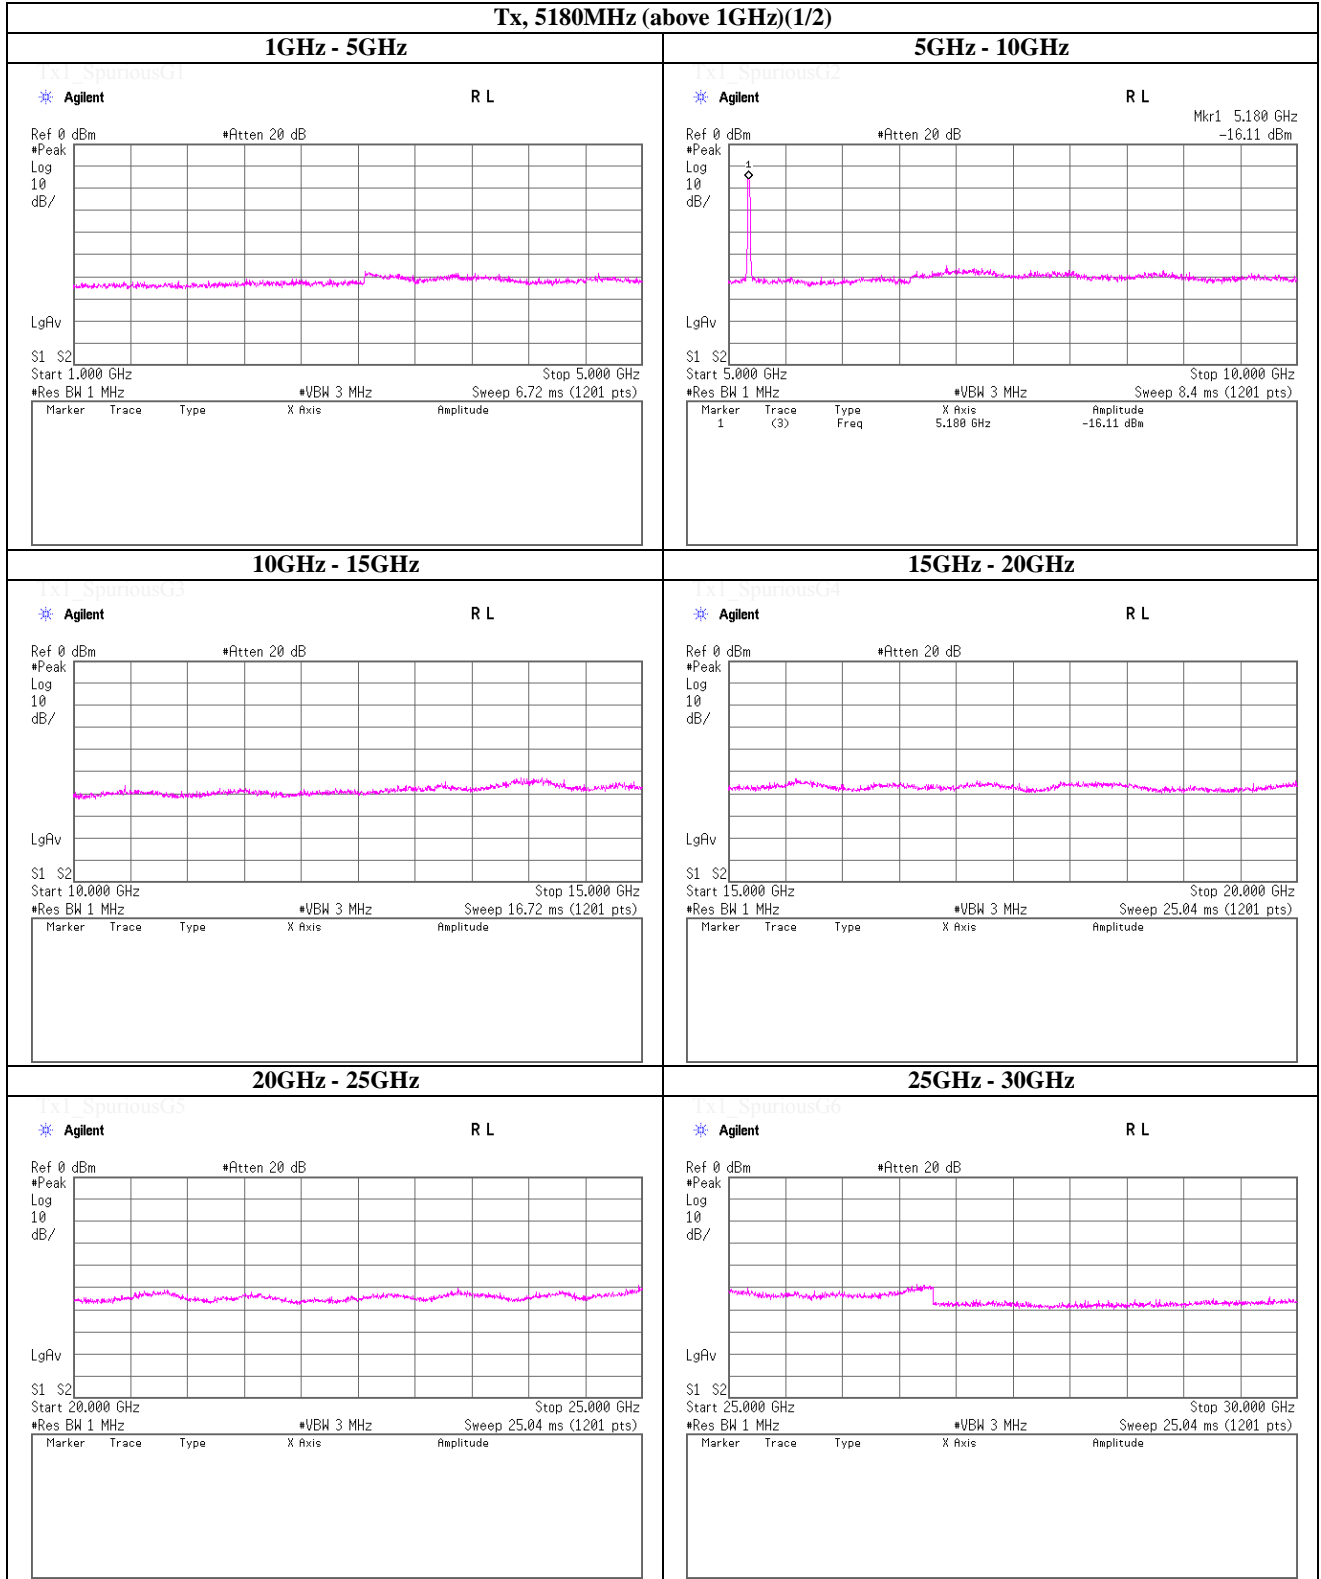 Tx, 5180MHz (above 1GHz)(1/2)
1GHz - 5GHz
Tx1_SpuriousG1
Agilent R L
Ref 0 dBm #Atten 20 dB
#Peak
Log
10
dB/
LgAv
S1 S2
Start 1.000 GHz Stop 5.000 GHz
#Res BW 1 MHz #VBW 3 MHz Sweep 6.72 ms (1201 pts)
Marker Trace Type X Axis Amplitude
5GHz - 10GHz
Tx1_SpuriousG2
Agilent R L
Mkr1 5.180 GHz
Ref 0 dBm #Atten 20 dB -16.11 dBm
#Peak
Log
10
dB/
1
LgAv
S1 S2
Start 5.000 GHz Stop 10.000 GHz
#Res BW 1 MHz #VBW 3 MHz Sweep 8.4 ms (1201 pts)
Marker Trace Type X Axis Amplitude
1 (3) Freq 5.180 GHz -16.11 dBm
10GHz - 15GHz
Tx1_SpuriousG3
Agilent R L
Ref 0 dBm #Atten 20 dB
#Peak
Log
10
dB/
LgAv
S1 S2
Start 10.000 GHz Stop 15.000 GHz
#Res BW 1 MHz #VBW 3 MHz Sweep 16.72 ms (1201 pts)
Marker Trace Type X Axis Amplitude
15GHz - 20GHz
Tx1_SpuriousG4
Agilent R L
Ref 0 dBm #Atten 20 dB
#Peak
Log
10
dB/
LgAv
S1 S2
Start 15.000 GHz Stop 20.000 GHz
#Res BW 1 MHz #VBW 3 MHz Sweep 25.04 ms (1201 pts)
Marker Trace Type X Axis Amplitude
20GHz - 25GHz
Tx1_SpuriousG5
Agilent R L
Ref 0 dBm #Atten 20 dB
#Peak
Log
10
dB/
LgAv
S1 S2
Start 20.000 GHz Stop 25.000 GHz
#Res BW 1 MHz #VBW 3 MHz Sweep 25.04 ms (1201 pts)
Marker Trace Type X Axis Amplitude
25GHz - 30GHz
Tx1_SpuriousG6
Agilent R L
Ref 0 dBm #Atten 20 dB
#Peak
Log
10
dB/
LgAv
S1 S2
Start 25.000 GHz Stop 30.000 GHz
#Res BW 1 MHz #VBW 3 MHz Sweep 25.04 ms (1201 pts)
Marker Trace Type X Axis Amplitude